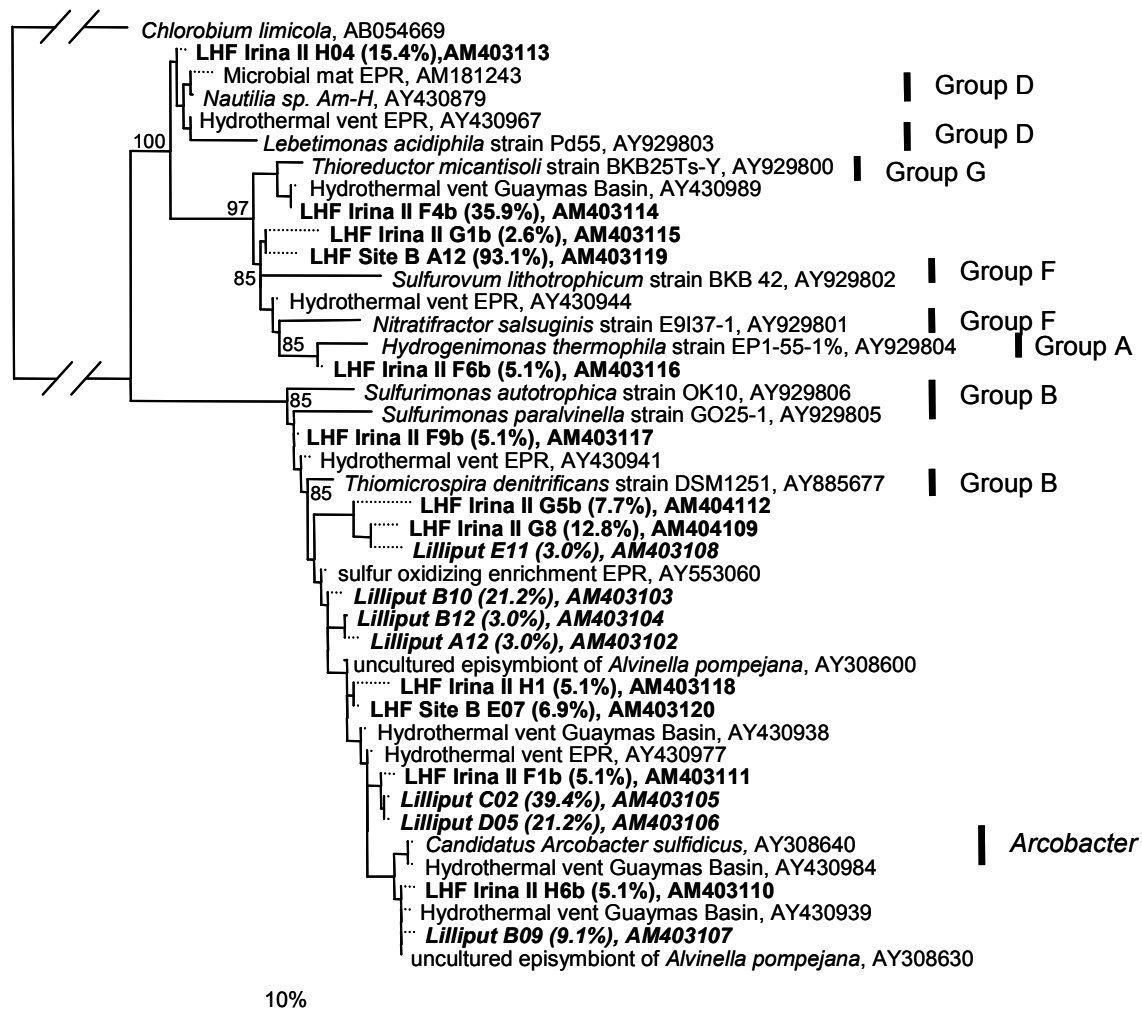 Chlorobium limicola, AB054669
LHF Irina II H04 (15.4%),AM403113
Microbial mat EPR, AM181243
Group D
Nautilia sp. Am-H, AY430879
Hydrothermal vent EPR, AY430967
100
Lebetimonas acidiphila strain Pd55, AY929803
Group D
Thioreductor micantisoli strain BKB25Ts-Y, AY929800
Group G
Hydrothermal vent Guaymas Basin, AY430989
97
LHF Irina II F4b (35.9%), AM403114
LHF Irina II G1b (2.6%), AM403115
LHF Site B A12 (93.1%), AM403119
85
Sulfurovum lithotrophicum strain BKB 42, AY929802
Group F
Hydrothermal vent EPR, AY430944
Nitratifractor salsuginis strain E9I37-1, AY929801
Group F
85
Hydrogenimonas thermophila strain EP1-55-1%, AY929804
Group A
LHF Irina II F6b (5.1%), AM403116
Sulfurimonas autotrophica strain OK10, AY929806
Group B
85
Sulfurimonas paralvinella strain GO25-1, AY929805
LHF Irina II F9b (5.1%), AM403117
Hydrothermal vent EPR, AY430941
Thiomicrospira denitrificans strain DSM1251, AY885677
Group B
85
LHF Irina II G5b (7.7%), AM404112
LHF Irina II G8 (12.8%), AM404109
Lilliput E11 (3.0%), AM403108
sulfur oxidizing enrichment EPR, AY553060
Lilliput B10 (21.2%), AM403103
Lilliput B12 (3.0%), AM403104
Lilliput A12 (3.0%), AM403102
uncultured episymbiont of Alvinella pompejana, AY308600
LHF Irina II H1 (5.1%), AM403118
LHF Site B E07 (6.9%), AM403120
Hydrothermal vent Guaymas Basin, AY430938
Hydrothermal vent EPR, AY430977
LHF Irina II F1b (5.1%), AM403111
Lilliput C02 (39.4%), AM403105
Lilliput D05 (21.2%), AM403106
Candidatus Arcobacter sulfidicus, AY308640
Arcobacter
Hydrothermal vent Guaymas Basin, AY430984
LHF Irina II H6b (5.1%), AM403110
Hydrothermal vent Guaymas Basin, AY430939
Lilliput B09 (9.1%), AM403107
uncultured episymbiont of Alvinella pompejana, AY308630
10%